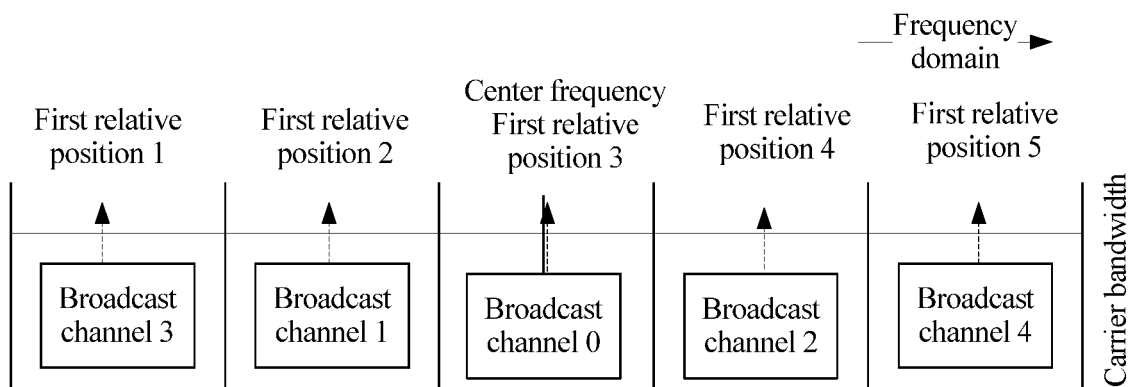 Frequency
domain
First relative
position 1
First relative
position 2
Center frequency
First relative
position 3
First relative
position 4
First relative
position 5
Broadcast
channel 3
Broadcast
channel 1
Broadcast
channel 0
Broadcast
channel 2
Broadcast
channel 4
Carrier bandwidth